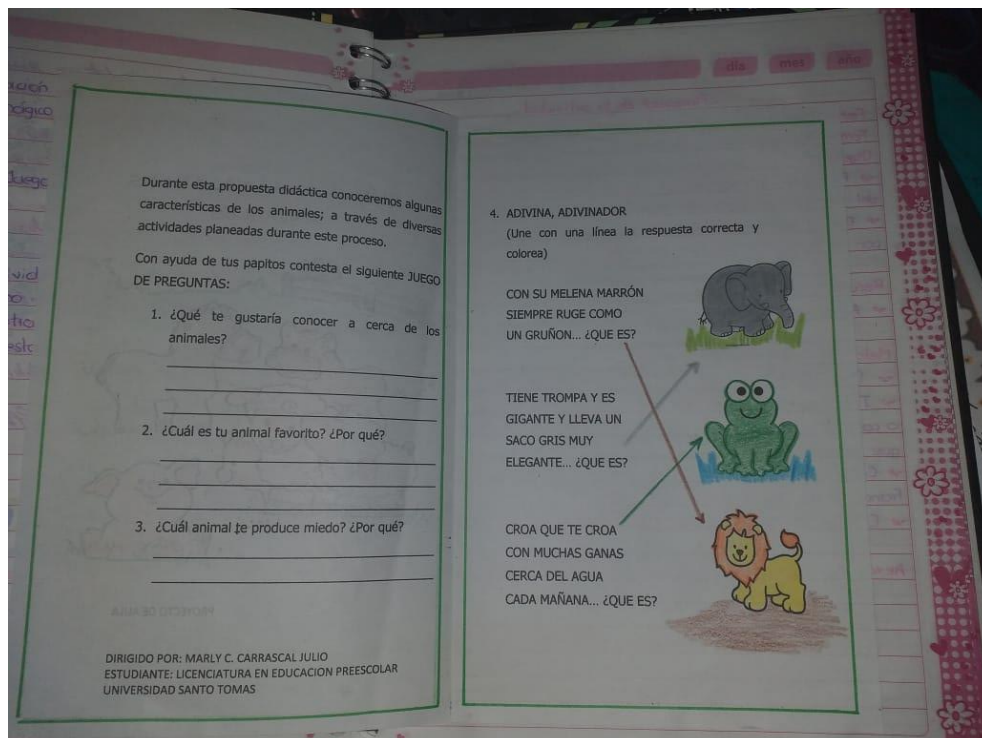 ación
día mes año
Durante esta propuesta didáctica conoceremos algunas
características de los animales; a través de diversas
actividades planeadas durante este proceso.
Con ayuda de tus papitos contesta el siguiente JUEGO
DE PREGUNTAS:
1. ¿Qué te gustaría conocer a cerca de los
animales?
2. ¿Cuál es tu animal favorito? ¿Por qué?
3. ¿Cuál animal te produce miedo? ¿Por qué?
DIRIGIDO POR: MARLY C. CARRASCAL JULIO
ESTUDIANTE: LICENCIATURA EN EDUCACION PREESCOLAR
UNIVERSIDAD SANTO TOMAS
4. ADIVINA, ADIVINADOR
(Une con una línea la respuesta correcta y
colorea)
CON SU MELENA MARRÓN
SIEMPRE RUGE COMO
UN GRUÑON... ¿QUE ES?
TIENE TROMPA Y ES
GIGANTE Y LLEVA UN
SACO GRIS MUY
ELEGANTE... ¿QUE ES?
CROA QUE TE CROA
CON MUCHAS GANAS
CERCA DEL AGUA
CADA MAÑANA... ¿QUE ES?